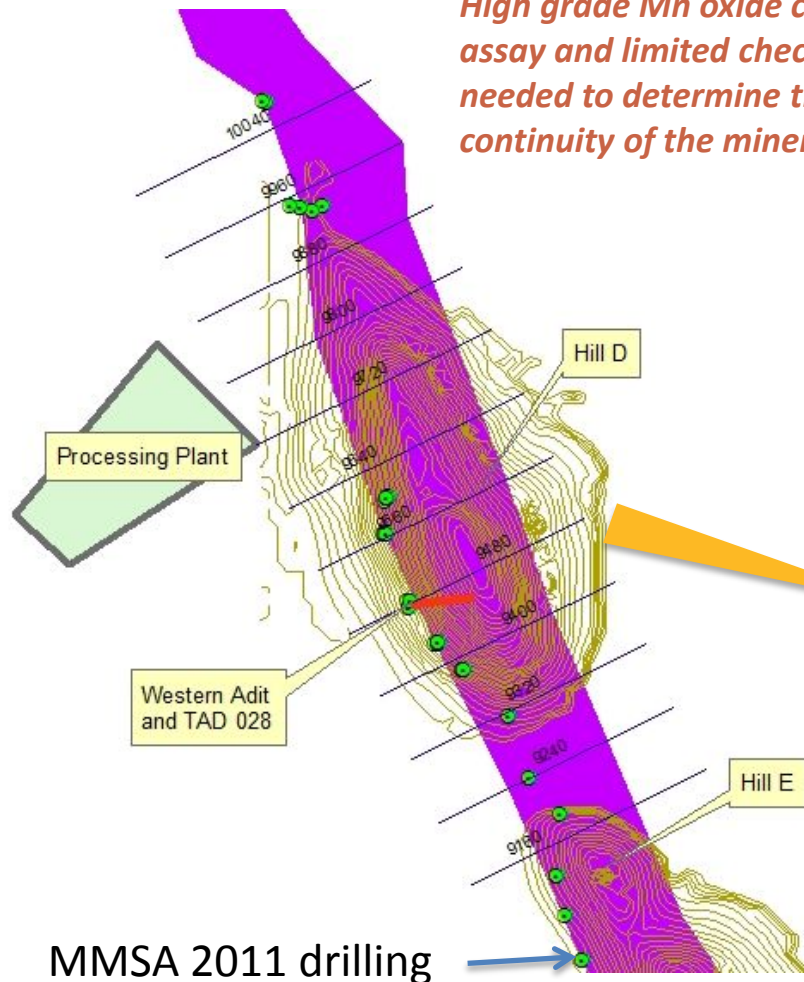 High grade Mn oxide c
assay and limited chec
needed to determine t
continuity of the miner
10040
9960
9880
9800
9720
Hill D
9640
Processing Plant
9560
9480
9400
Western Adit
and TAD 028
9320
9240
Hill E
9160
MMSA 2011 drilling